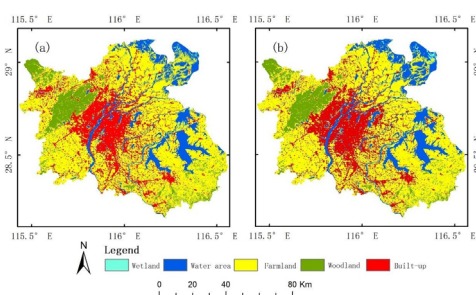 115.5° E 116° E 116.5° E 115.5° E 116° E 116.5° E
(a) (b)
29° N
28.5° N
115.5° E 116° E 116.5° E 115.5° E 116° E 116.5° E
N
Legend
Wetland Water areas Farmland Woodland Built-up
0 20 40 80 Km